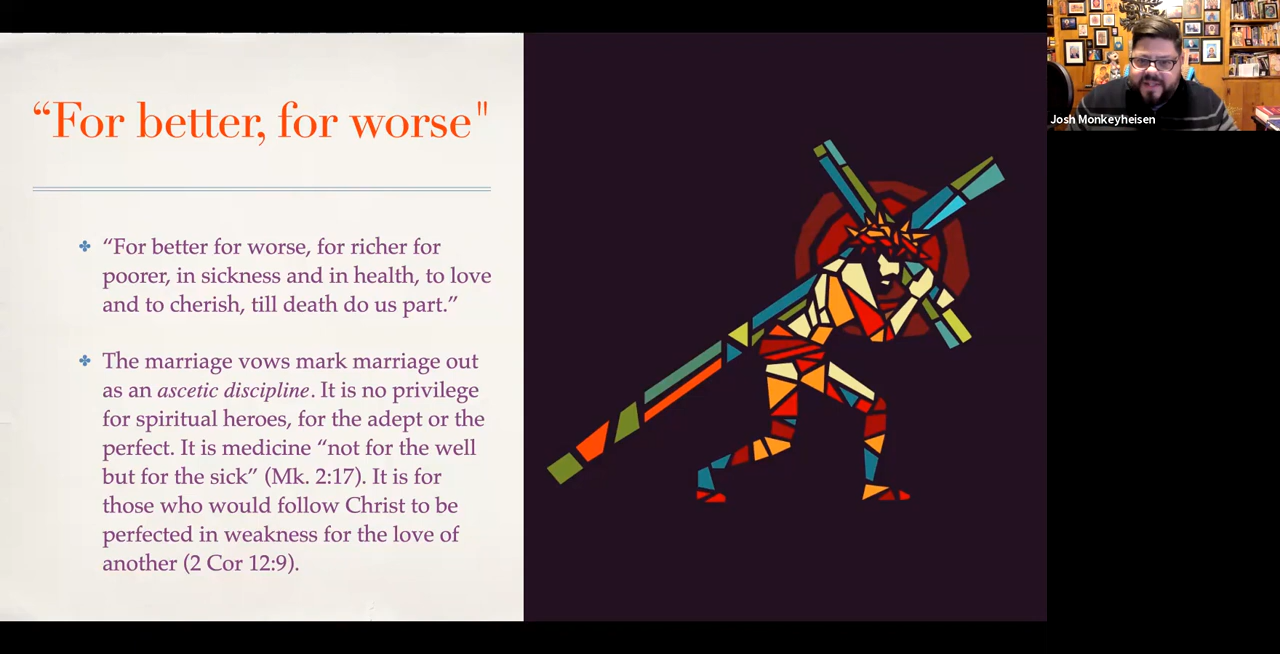 “For better, for worse"
“For better for worse, for richer for
poorer, in sickness and in health, to love
and to cherish, till death do us part.”
The marriage vows mark marriage out
as an ascetic discipline. It is no privilege
for spiritual heroes, for the adept or the
perfect. It is medicine “not for the well
but for the sick” (Mk. 2:17). It is for
those who would follow Christ to be
perfected in weakness for the love of
another (2 Cor 12:9).
Josh Monkeyheisen